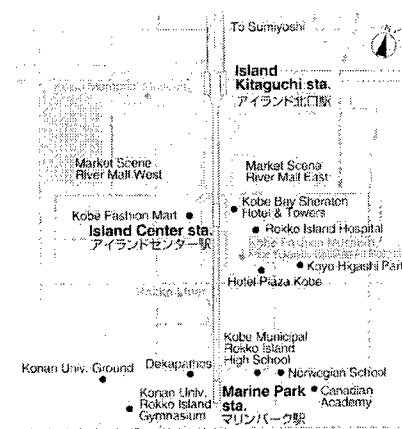 To Sumiyoshi
N
Island
Kitaguchi sta.
アイランド北口駅
Market Scene
River Mall West
Market Scene
River Mall East
Kobe Fashion Mart
Island Center sta.
アイランドセンター駅
Kobe Bay Sheraton
Hotel & Towers
Rokko Island Hospital
Kobe Fashion Museum
Koyo Higashi Park
Hotel Plaza Kobe
Kobe Municipal
Rokko Island
High School
Konan Univ. Ground
Dekapathos
Norwegian School
Konan Univ.
Rokko Island
Gymnasium
Marine Park
sta.
マリンパーク駅
Canadian
Academy